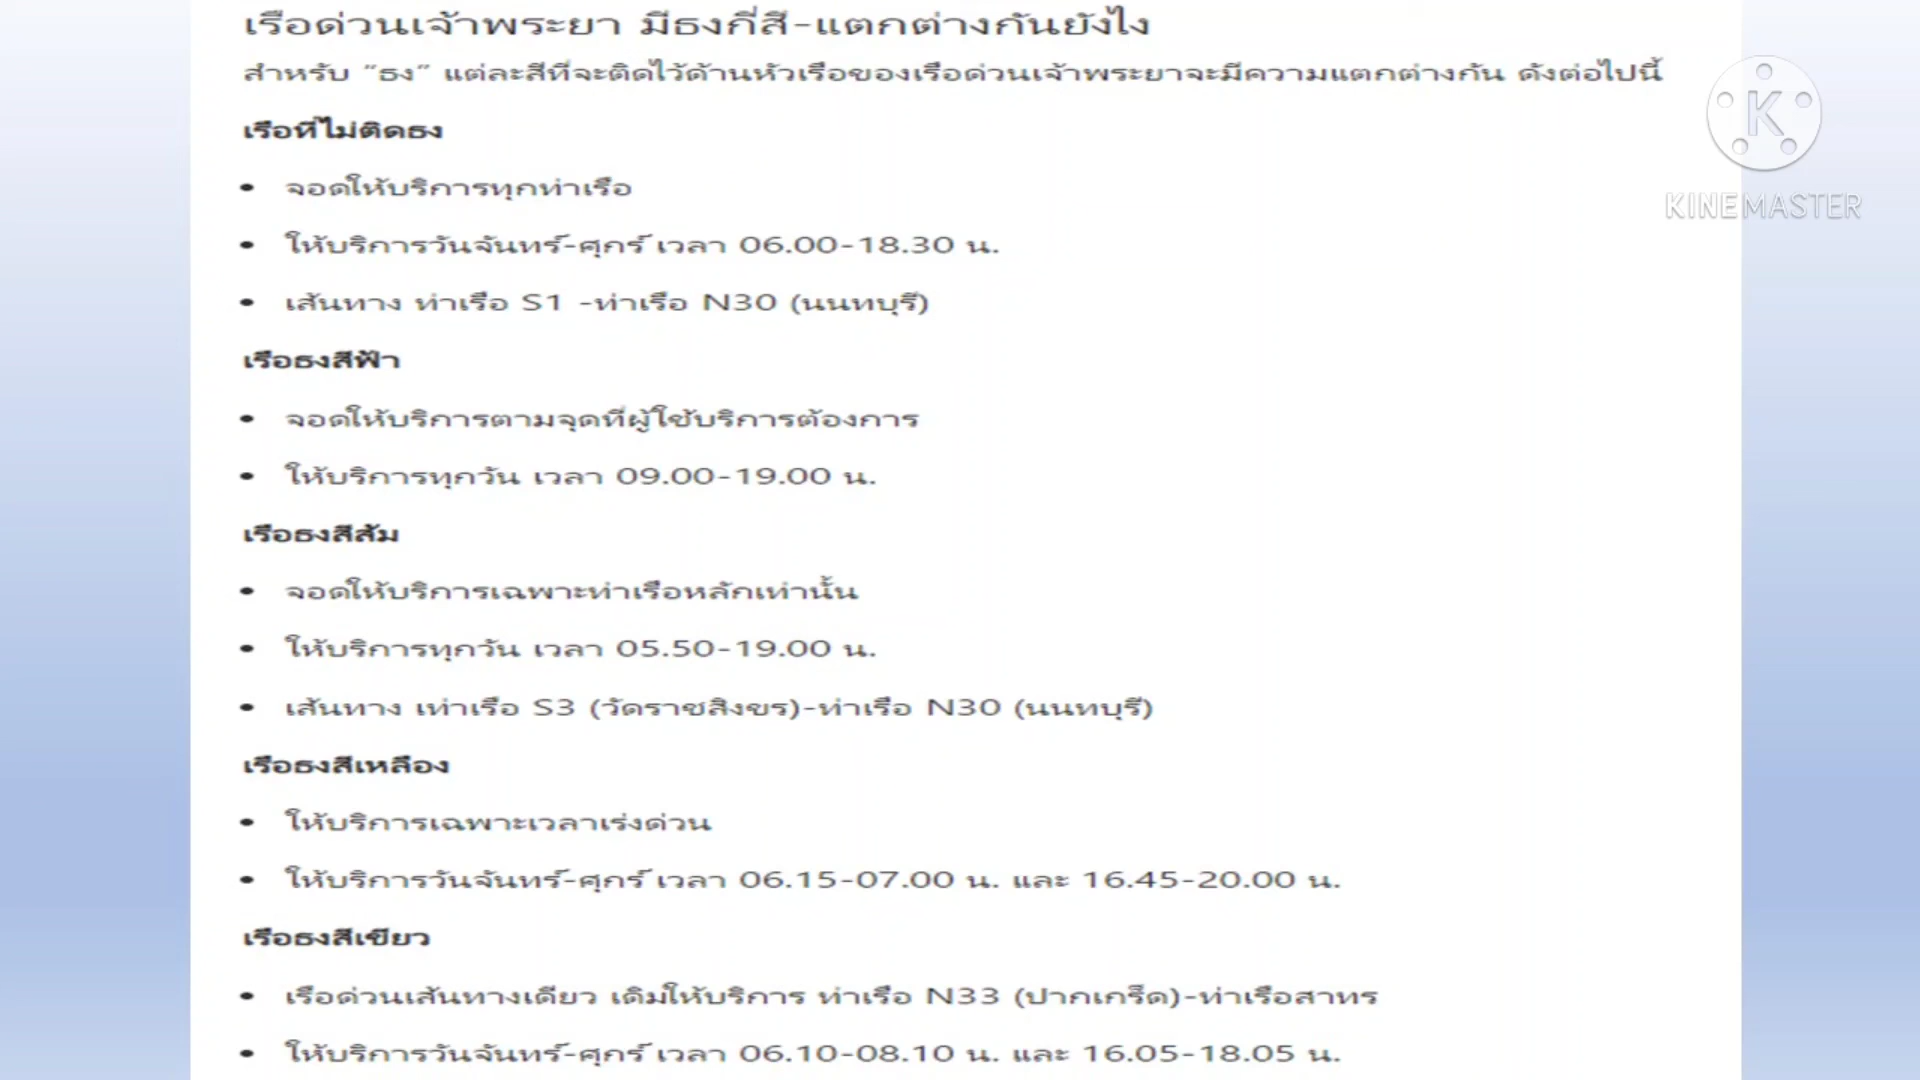 เรือด่วนเจ้าพระยา มีธงกี่สี-แตกต่างกันยังไง
สำหรับ “ธง” แต่ละสีที่จะติดไว้ด้านหัวเรือของเรือด่วนเจ้าพระยาจะมีความแตกต่างกัน ดังต่อไปนี้
เรือที่ไม่ติดธง
• จอดให้บริการทุกท่าเรือ
• ให้บริการวันจันทร์-ศุกร์ เวลา 06.00-18.30 น.
• เส้นทาง ท่าเรือ S1 -ท่าเรือ N30 (นนทบุรี)
เรือธงสีฟ้า
• จอดให้บริการตามจุดที่ผู้ใช้บริการต้องการ
• ให้บริการทุกวัน เวลา 09.00-19.00 น.
เรือธงสีส้ม
• จอดให้บริการเฉพาะท่าเรือหลักเท่านั้น
• ให้บริการทุกวัน เวลา 05.50-19.00 น.
• เส้นทาง เท่าเรือ S3 (วัดราชสิงขร)-ท่าเรือ N30 (นนทบุรี)
เรือธงสีเหลือง
• ให้บริการเฉพาะเวลาเร่งด่วน
• ให้บริการวันจันทร์-ศุกร์ เวลา 06.15-07.00 น. และ 16.45-20.00 น.
เรือธงสีเขียว
• เรือด่วนเส้นทางเดียว เดิมให้บริการ ท่าเรือ N33 (ปากเกร็ด)-ท่าเรือสาทร
• ให้บริการวันจันทร์-ศุกร์ เวลา 06.10-08.10 น. และ 16.05-18.05 น.
K
KINEMASTER